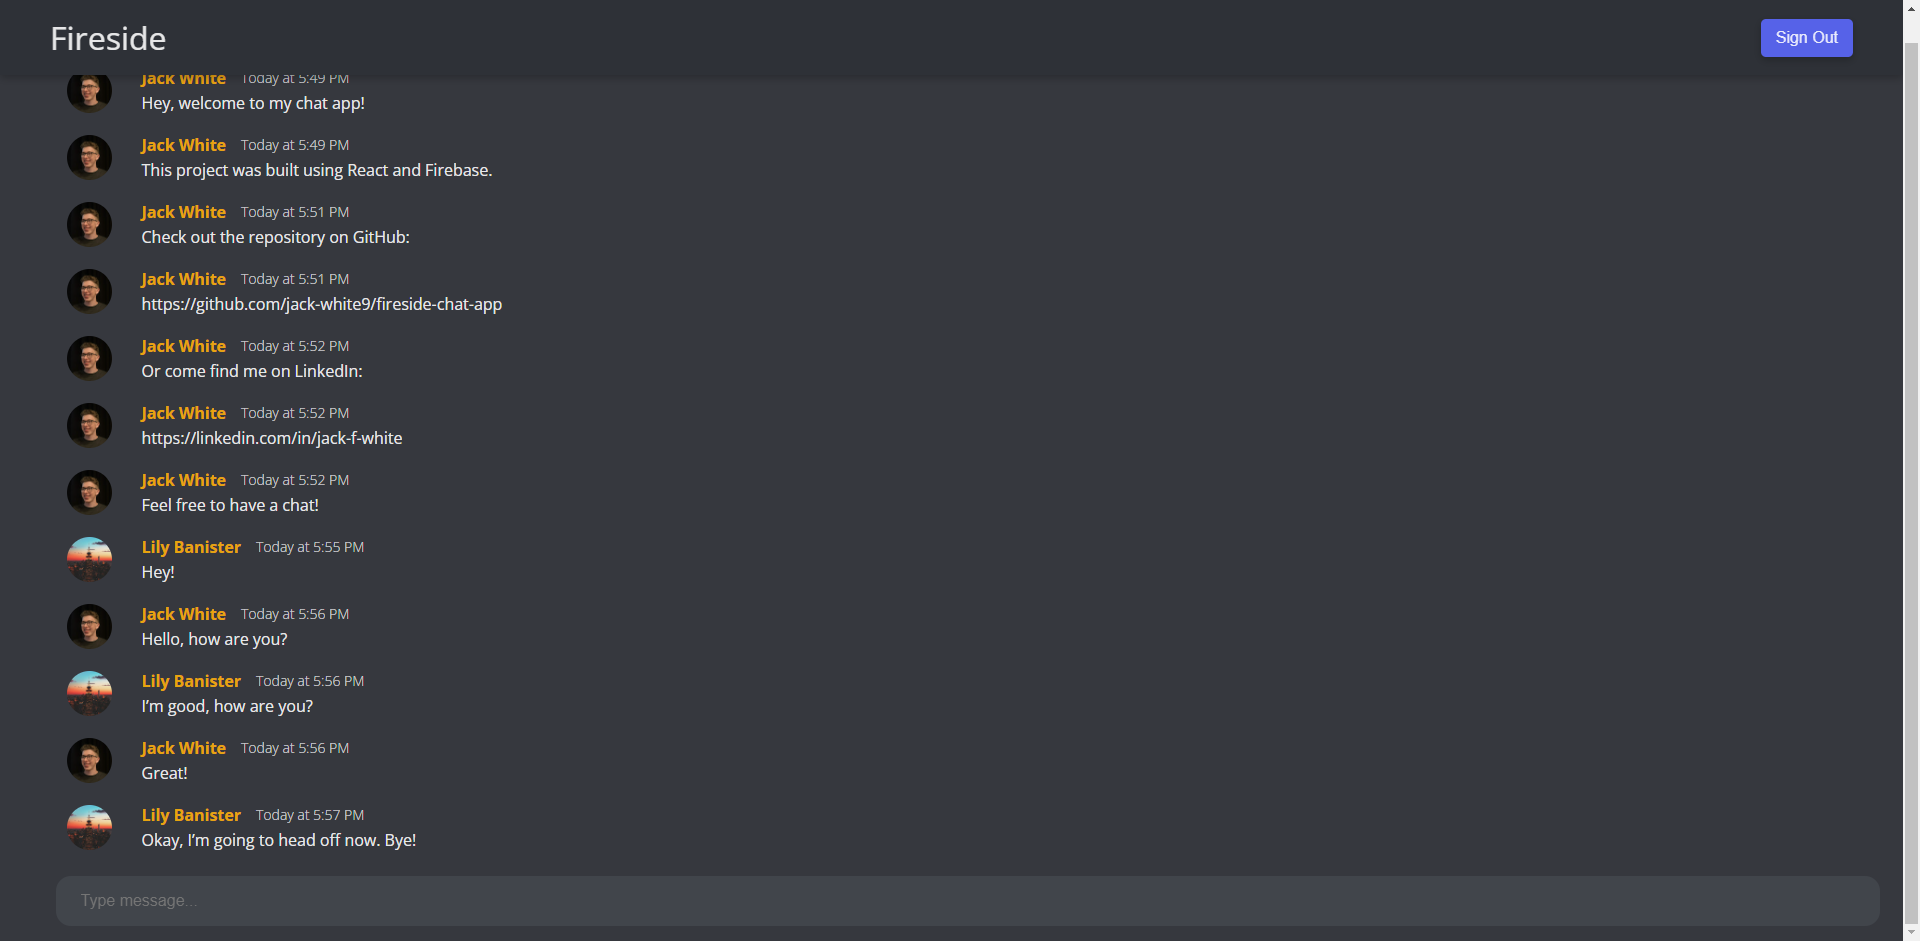 Fireside
Sign Out
Jack White Today at 5:49 PM
Hey, welcome to my chat app!
Jack White Today at 5:49 PM
This project was built using React and Firebase.
Jack White Today at 5:51 PM
Check out the repository on GitHub:
Jack White Today at 5:51 PM
https://github.com/jack-white9/fireside-chat-app
Jack White Today at 5:52 PM
Or come find me on LinkedIn:
Jack White Today at 5:52 PM
https://linkedin.com/in/jack-f-white
Jack White Today at 5:52 PM
Feel free to have a chat!
Lily Banister Today at 5:55 PM
Hey!
Jack White Today at 5:56 PM
Hello, how are you?
Lily Banister Today at 5:56 PM
I’m good, how are you?
Jack White Today at 5:56 PM
Great!
Lily Banister Today at 5:57 PM
Okay, I’m going to head off now. Bye!
Type message...